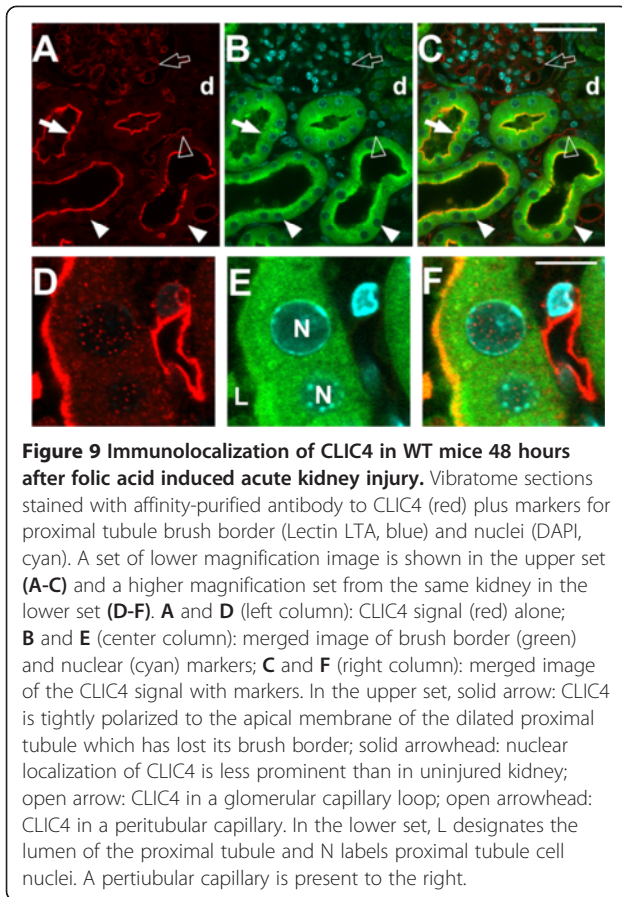 A
B
C
d
d
D
E
F
N
N
L
Figure 9 Immunolocalization of CLIC4 in WT mice 48 hours
after folic acid induced acute kidney injury. Vibratome sections
stained with affinity-purified antibody to CLIC4 (red) plus markers for
proximal tubule brush border (Lectin LTA, blue) and nuclei (DAPI,
cyan). A set of lower magnification image is shown in the upper set
(A-C) and a higher magnification set from the same kidney in the
lower set (D-F). A and D (left column): CLIC4 signal (red) alone;
B and E (center column): merged image of brush border (green)
and nuclear (cyan) markers; C and F (right column): merged image
of the CLIC4 signal with markers. In the upper set, solid arrow: CLIC4
is tightly polarized to the apical membrane of the dilated proximal
tubule which has lost its brush border; solid arrowhead: nuclear
localization of CLIC4 is less prominent than in uninjured kidney;
open arrow: CLIC4 in a glomerular capillary loop; open arrowhead:
CLIC4 in a peritubular capillary. In the lower set, L designates the
lumen of the proximal tubule and N labels proximal tubule cell
nuclei. A pertiubular capillary is present to the right.